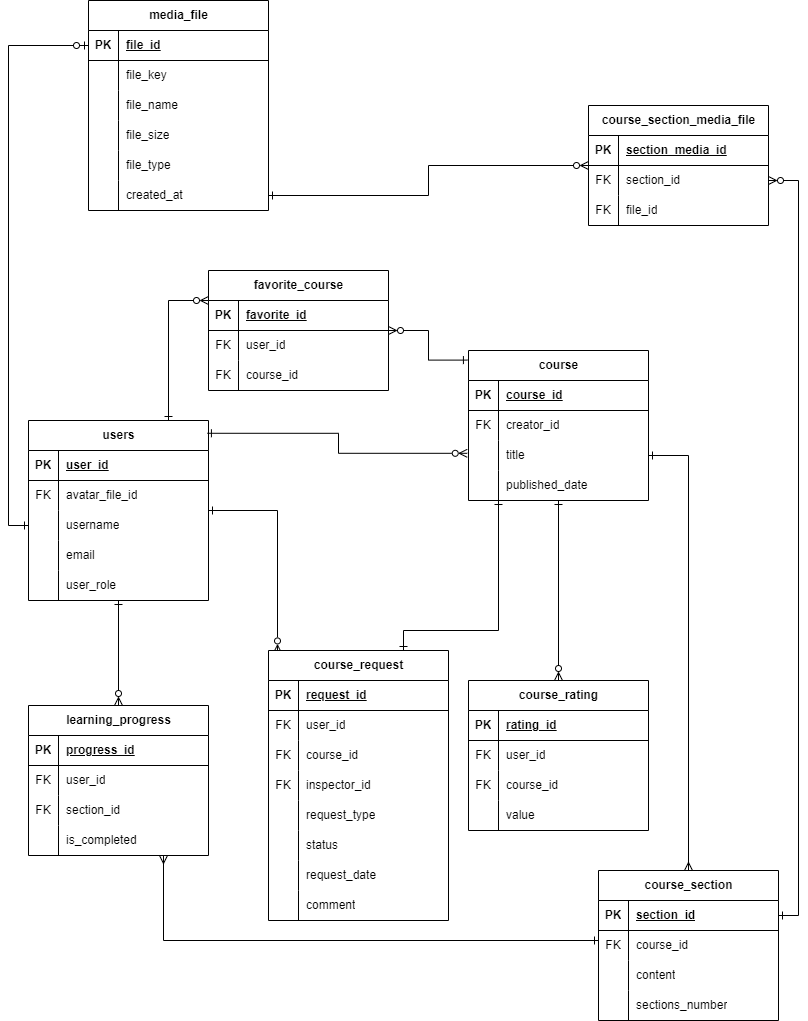 media_file
PK file_id
file_key
file_name
file_size
file_type
created_at
course_section_media_file
PK section_media_id
FK section_id
FK file_id
favorite_course
PK favorite_id
FK user_id
FK course_id
course
PK course_id
FK creator_id
title
published_date
users
PK user_id
FK avatar_file_id
username
email
user_role
course_request
PK request_id
FK user_id
FK course_id
FK inspector_id
request_type
status
request_date
comment
course_rating
PK rating_id
FK user_id
FK course_id
value
learning_progress
PK progress_id
FK user_id
FK section_id
is_completed
course_section
PK section_id
FK course_id
content
sections_number